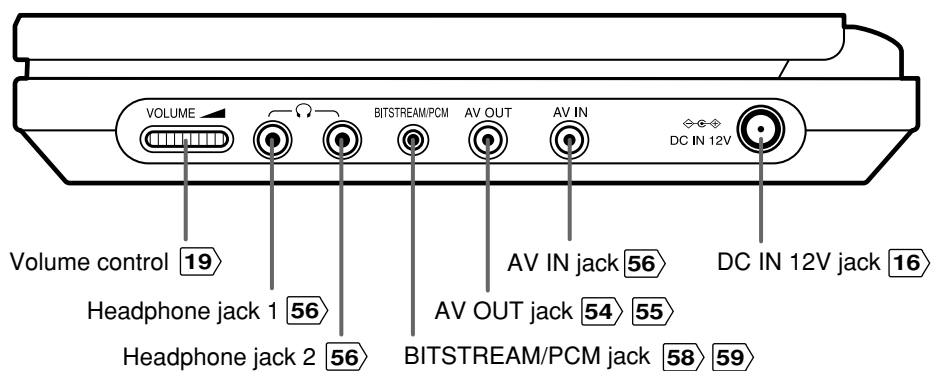 VOLUME BITSTREAM/PCM AV OUT AV IN
DC IN 12V
Volume control 19
AV IN jack 56
DC IN 12V jack 16
Headphone jack 1 56
AV OUT jack 54 55
Headphone jack 2 56
BITSTREAM/PCM jack 58 59